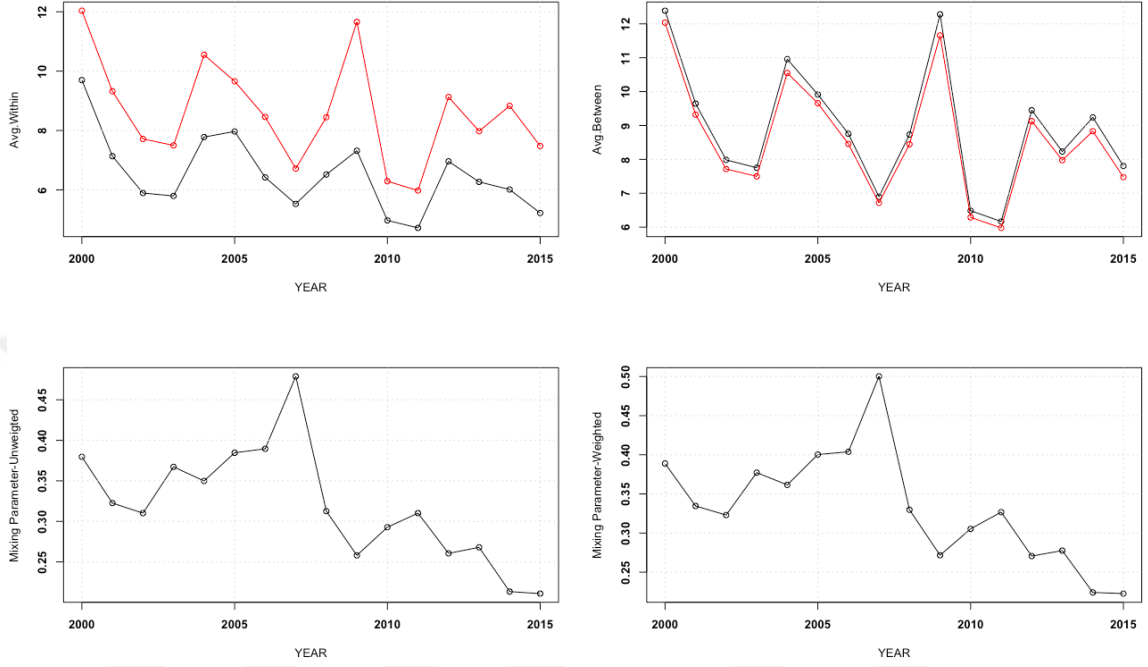 Avg.Within
12
10
8
6
2000 2005 2010 2015
YEAR
Avg.Between
12
11
10
9
8
7
6
2000 2005 2010 2015
YEAR
Mixing Parameter-Unweigted
0.45
0.40
0.35
0.30
0.25
2000 2005 2010 2015
YEAR
Mixing Parameter-Weighted
0.50
0.45
0.40
0.35
0.30
0.25
2000 2005 2010 2015
YEAR